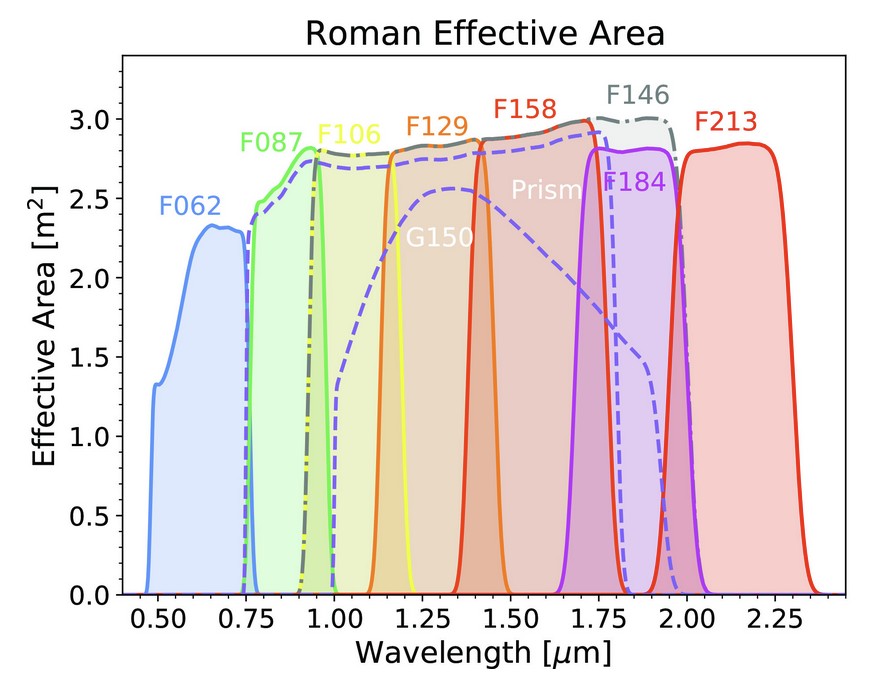 Roman Effective Area
F146
F158
F213
F129
F106
F087
F184
Prism
F062
G150
Effective Area [m²]
3.0
2.5
2.0
1.5
1.0
0.5
0.0
0.50 0.75 1.00 1.25 1.50 1.75 2.00 2.25
Wavelength [μm]